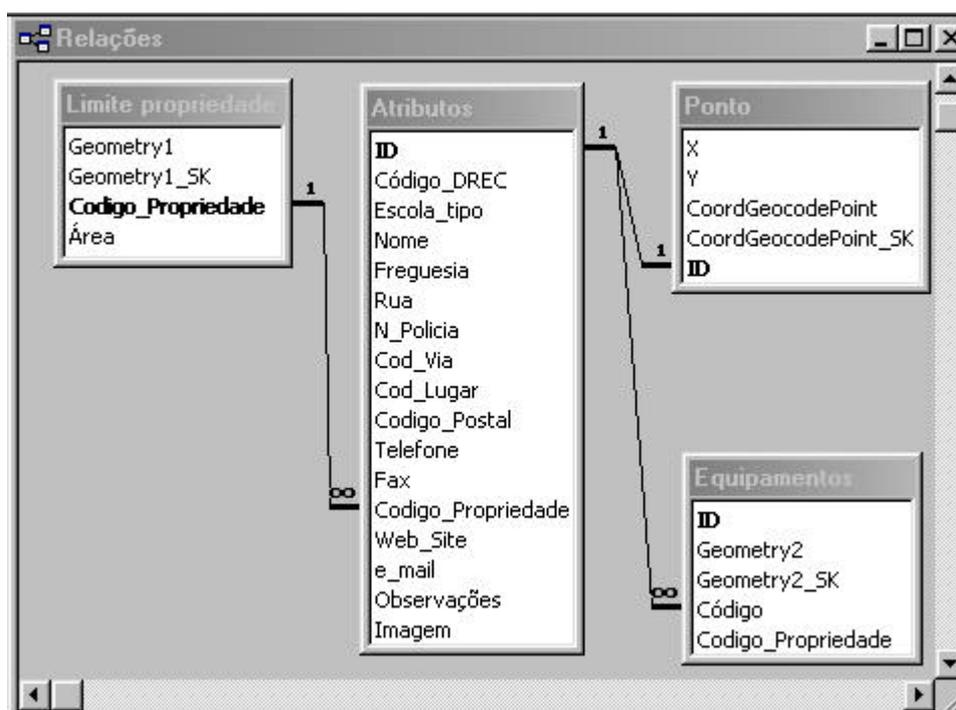 Relações
Limite propriedade
Geometry1
Geometry1_SK
Codigo_Propriedade
Área
1
∞
Atributos
ID
Código_DREC
Escola_tipo
Nome
Freguesia
Rua
N_Policia
Cod_Via
Cod_Lugar
Codigo_Postal
Telefone
Fax
Codigo_Propriedade
Web_Site
e_mail
Observações
Imagem
1
1
∞
Ponto
X
Y
CoordGeocodePoint
CoordGeocodePoint_SK
ID
Equipamentos
ID
Geometry2
Geometry2_SK
Código
Codigo_Propriedade